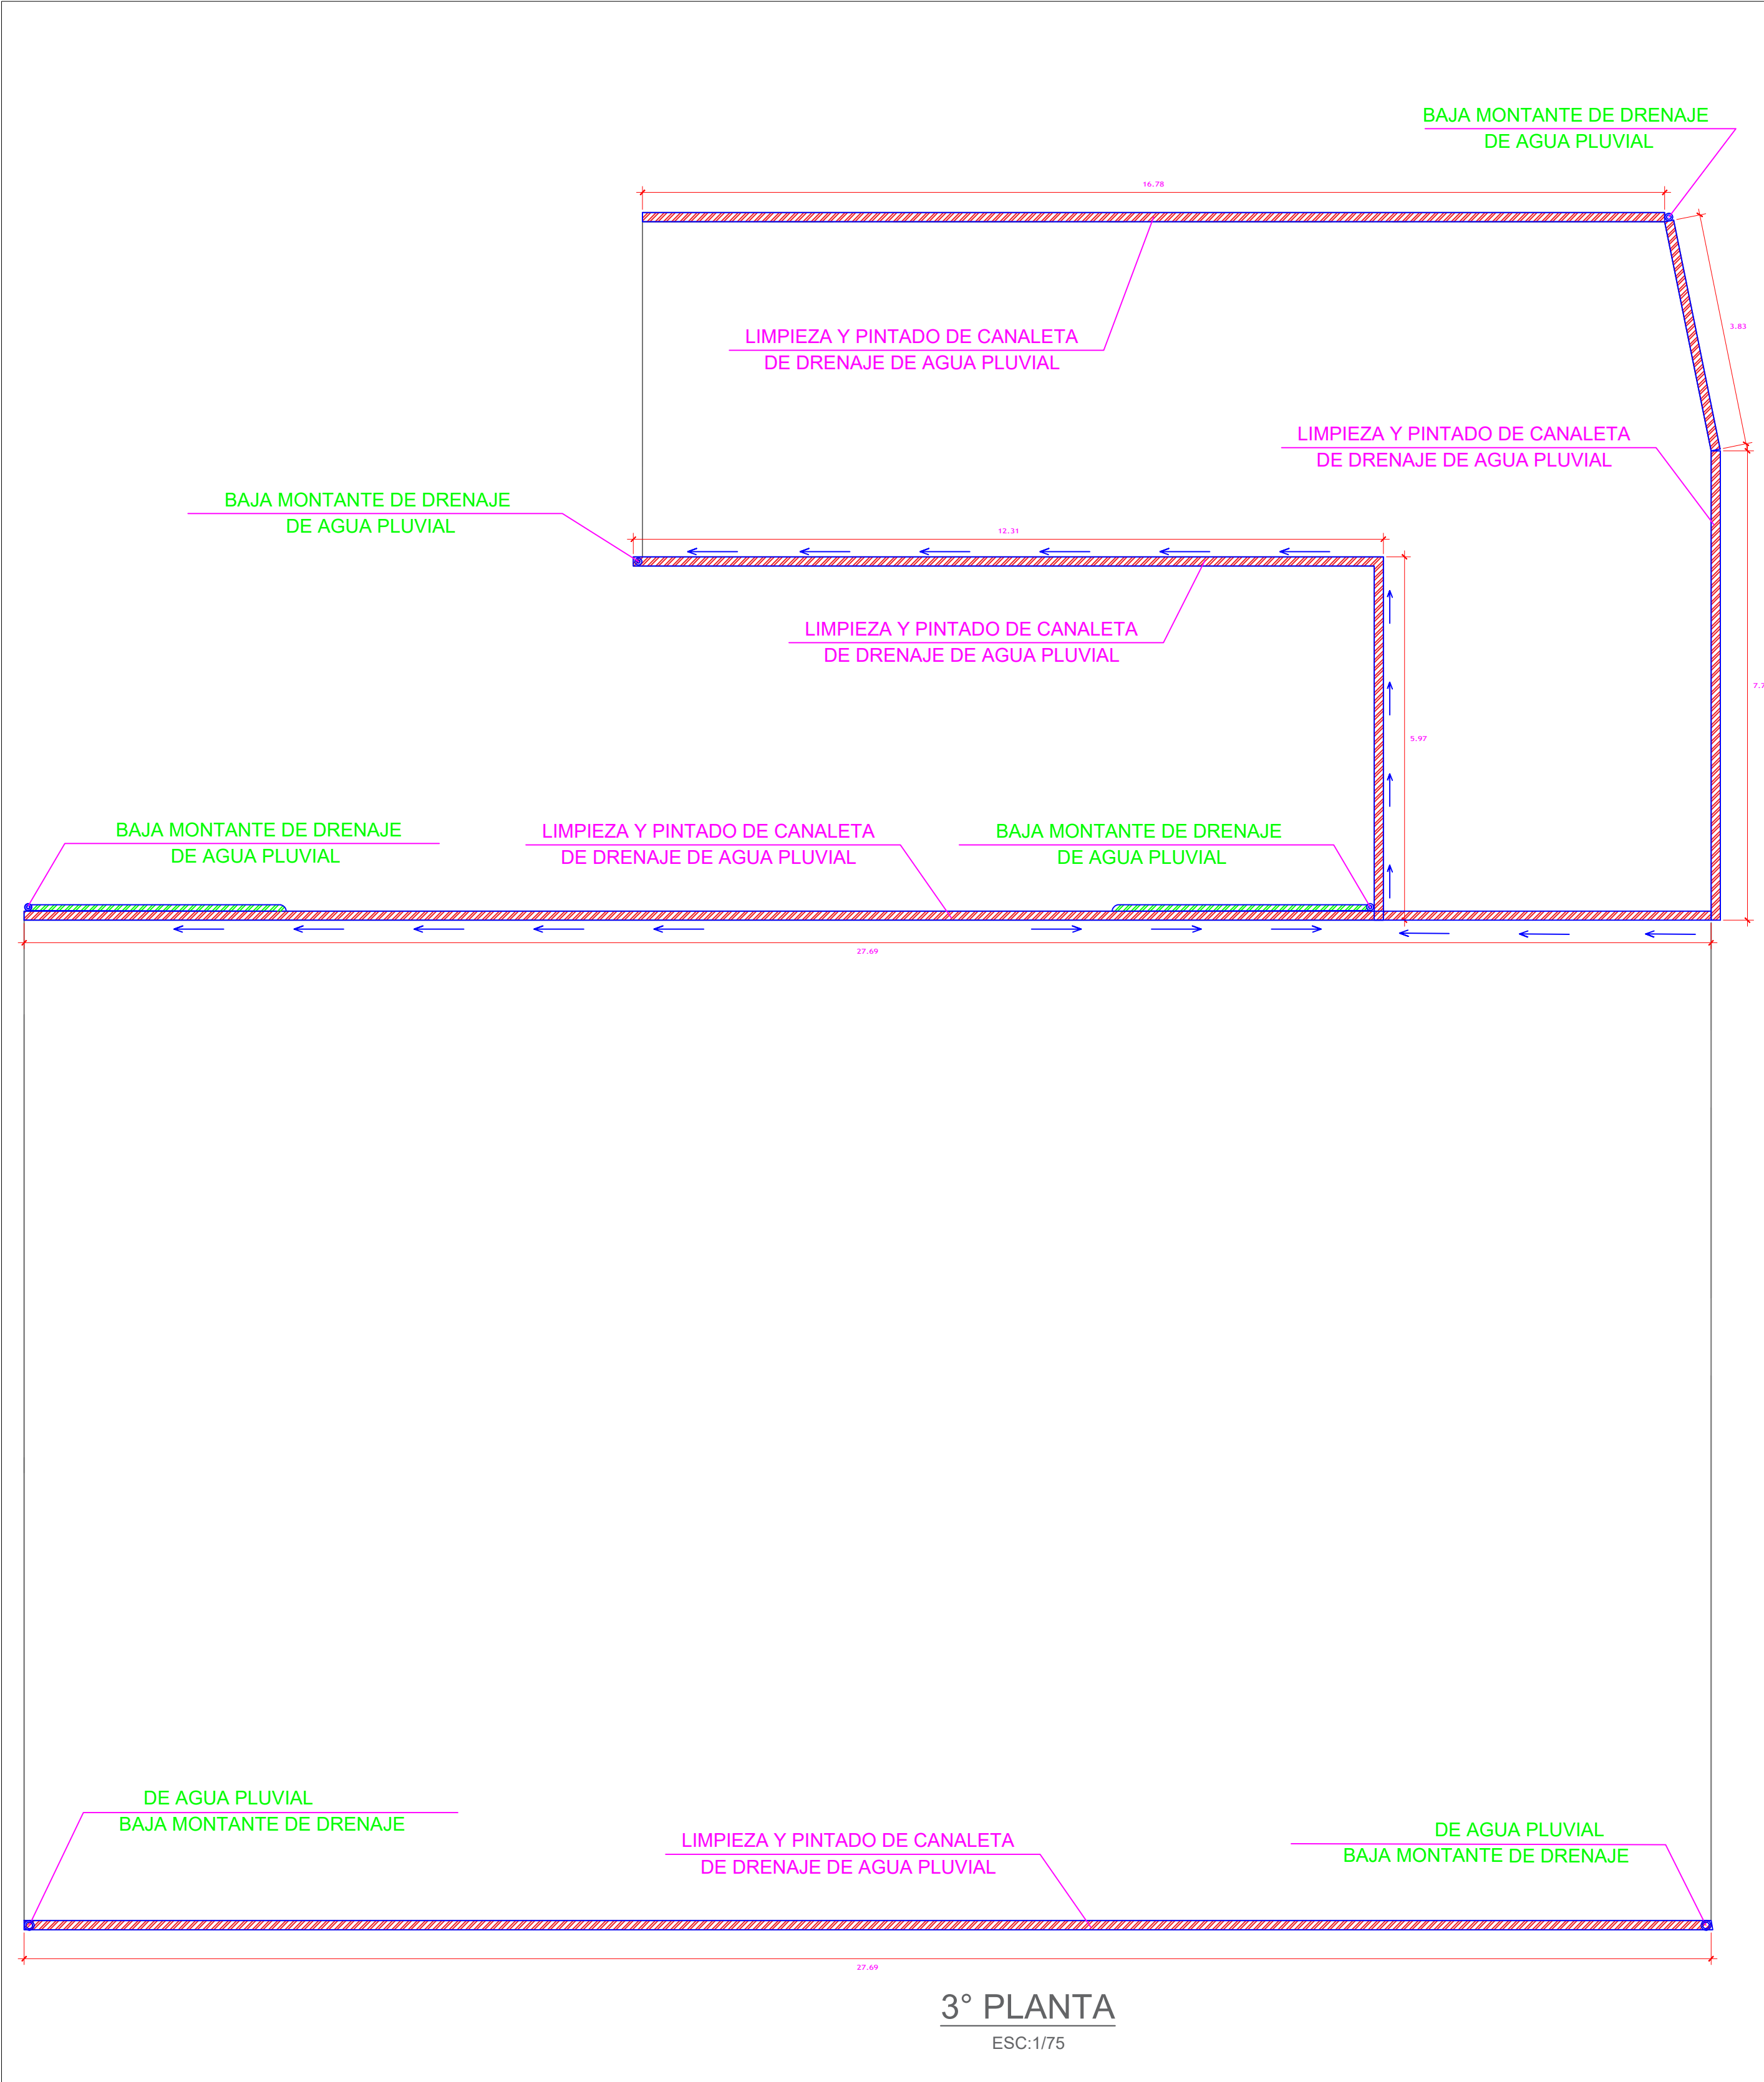 BAJA MONTANTE DE DRENAJE
DE AGUA PLUVIAL
16.78
3.83
LIMPIEZA Y PINTADO DE CANALETA
DE DRENAJE DE AGUA PLUVIAL
LIMPIEZA Y PINTADO DE CANALETA
DE DRENAJE DE AGUA PLUVIAL
BAJA MONTANTE DE DRENAJE
DE AGUA PLUVIAL
12.31
LIMPIEZA Y PINTADO DE CANALETA
DE DRENAJE DE AGUA PLUVIAL
5.97
BAJA MONTANTE DE DRENAJE
DE AGUA PLUVIAL
LIMPIEZA Y PINTADO DE CANALETA
DE DRENAJE DE AGUA PLUVIAL
BAJA MONTANTE DE DRENAJE
DE AGUA PLUVIAL
27.69
DE AGUA PLUVIAL
BAJA MONTANTE DE DRENAJE
LIMPIEZA Y PINTADO DE CANALETA
DE DRENAJE DE AGUA PLUVIAL
DE AGUA PLUVIAL
BAJA MONTANTE DE DRENAJE
27.69
3° PLANTA
ESC:1/75